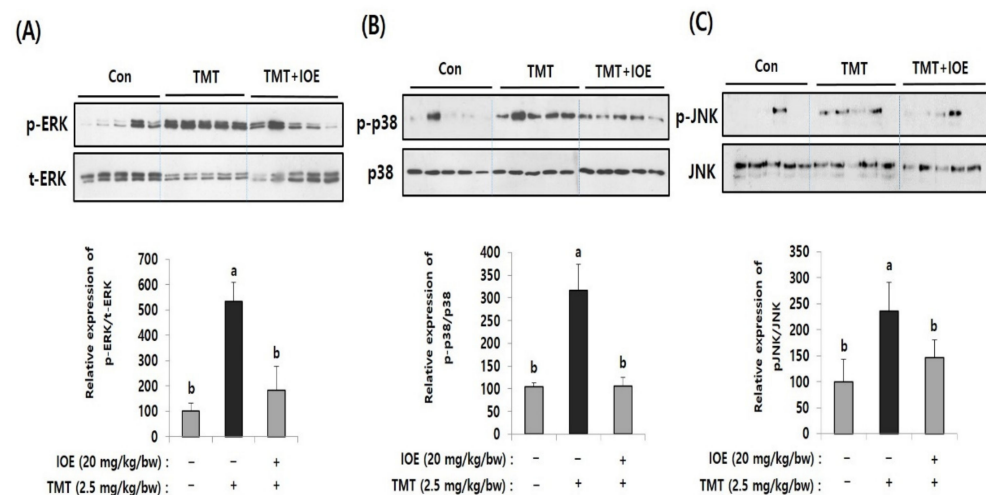 (A)
Con TMT TMT+IOE
p-ERK
t-ERK
Relative expression of
p-ERK/t-ERK
700
600
500
400
300
200
100
0
b
a
b
IOE (20 mg/kg/bw) : – – +
TMT (2.5 mg/kg/bw) : – + +
(B)
Con TMT TMT+IOE
p-p38
p38
Relative expression of
p-p38/p38
400
350
300
250
200
150
100
50
0
b
a
b
IOE (20 mg/kg/bw) : – – +
TMT (2.5 mg/kg/bw) : – + +
(C)
Con TMT TMT+IOE
p-JNK
JNK
Relative expression of
pJNK/JNK
350
300
250
200
150
100
50
0
b
a
b
IOE (20 mg/kg/bw) : – – +
TMT (2.5 mg/kg/bw) : – + +